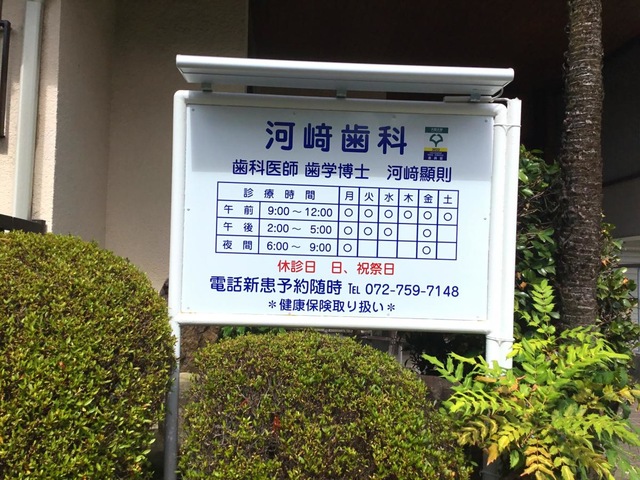 河﨑歯科
歯科医師 歯学博士 河﨑顯則
診療時間 月 火 水 木 金 土
午前 9:00～12:00 ○ ○ ○ ○ ○ ○
午後 2:00～ 5:00 ○ ○ ○ ○
夜間 6:00～ 9:00 ○ ○
休診日 日、祝祭日
電話新患予約随時 TEL 072-759-7148
＊健康保険取り扱い＊